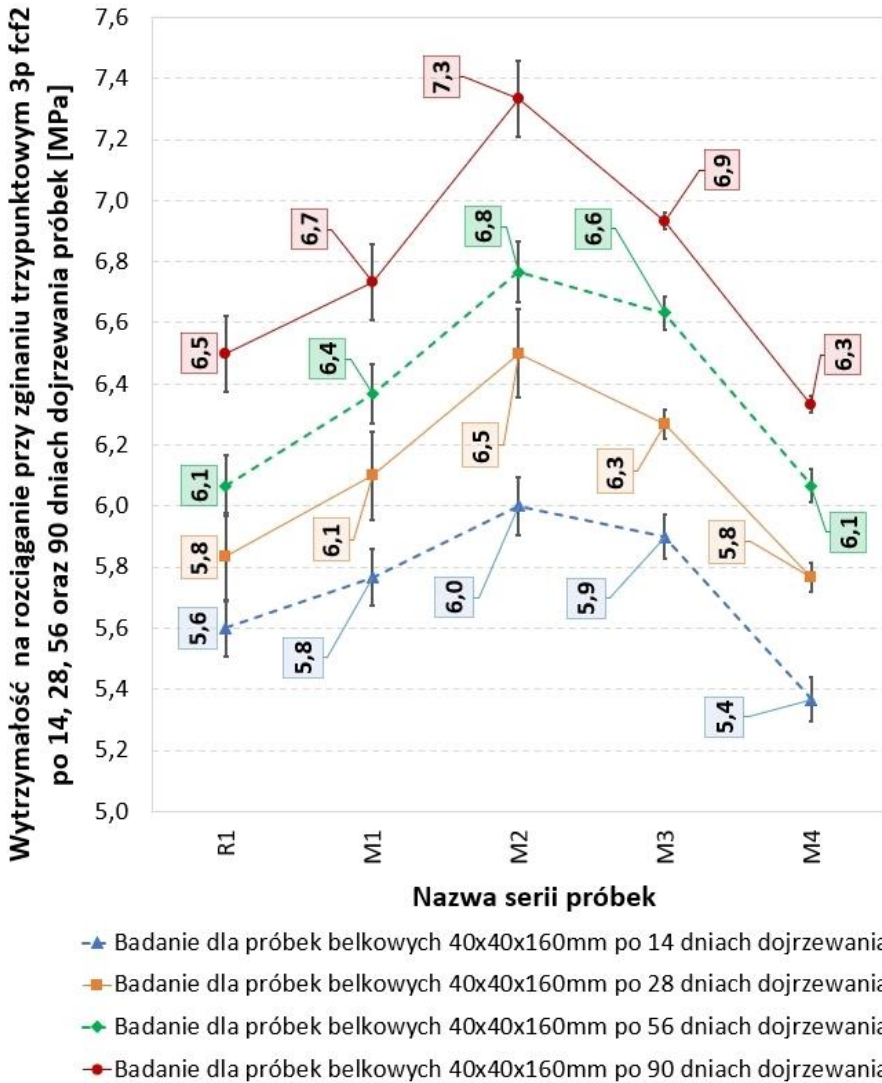 Wytrzymałość na rozciąganie przy zginaniu trzypunktowym 3p fcf2
po 14, 28, 56 oraz 90 dniach dojrzewania próbek [MPa]
7,6
7,4
7,2
7,0
6,8
6,6
6,4
6,2
6,0
5,8
5,6
5,4
5,2
5,0
6,5
6,7
7,3
6,9
6,3
6,1
6,4
6,8
6,6
6,1
5,8
6,1
6,5
6,3
5,8
5,6
5,8
6,0
5,9
5,4
R1
M1
M2
M3
M4
Nazwa serii próbek
Badanie dla próbek belkowych 40x40x160mm po 14 dniach dojrzewania
Badanie dla próbek belkowych 40x40x160mm po 28 dniach dojrzewania
Badanie dla próbek belkowych 40x40x160mm po 56 dniach dojrzewania
Badanie dla próbek belkowych 40x40x160mm po 90 dniach dojrzewania